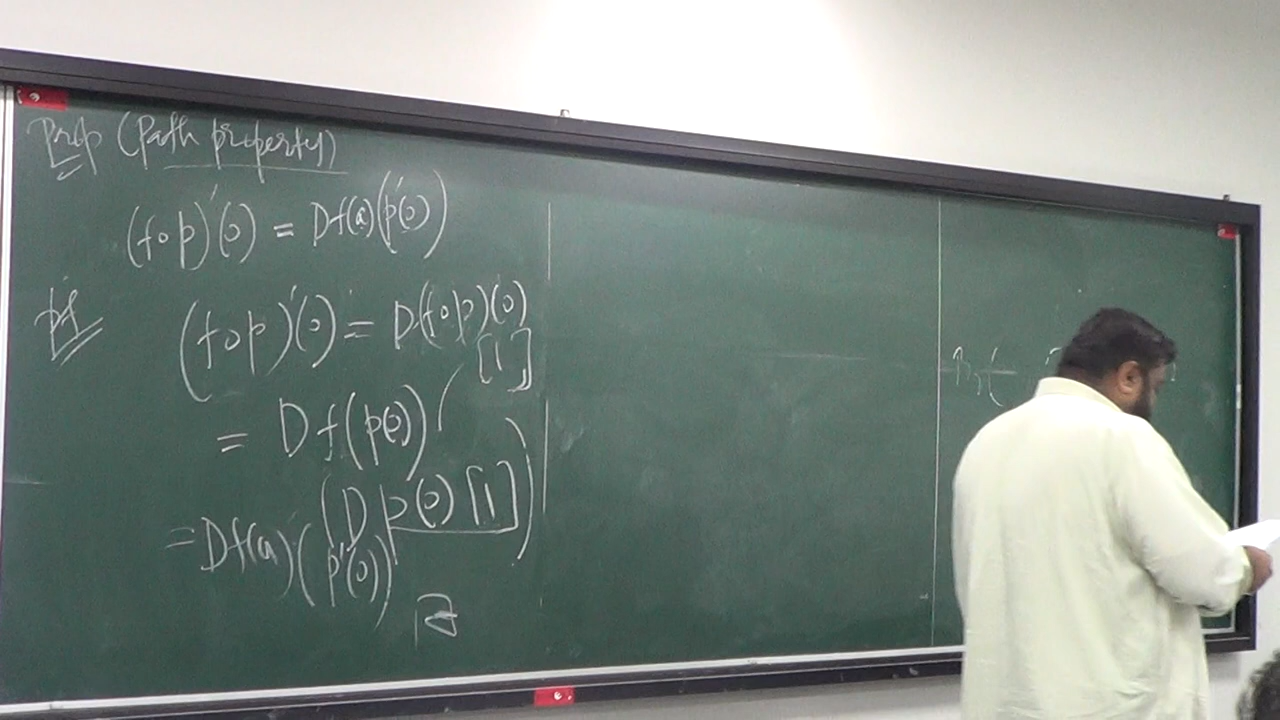 Prop (Path property)
(f∘p)'(0) = Df(a)(p'(0))
pf (f∘p)'(0) = D(f∘p)(0)
[1]
= Df(p(0)) (
(Dp(0)[1])
= Df(a)(p'(0))